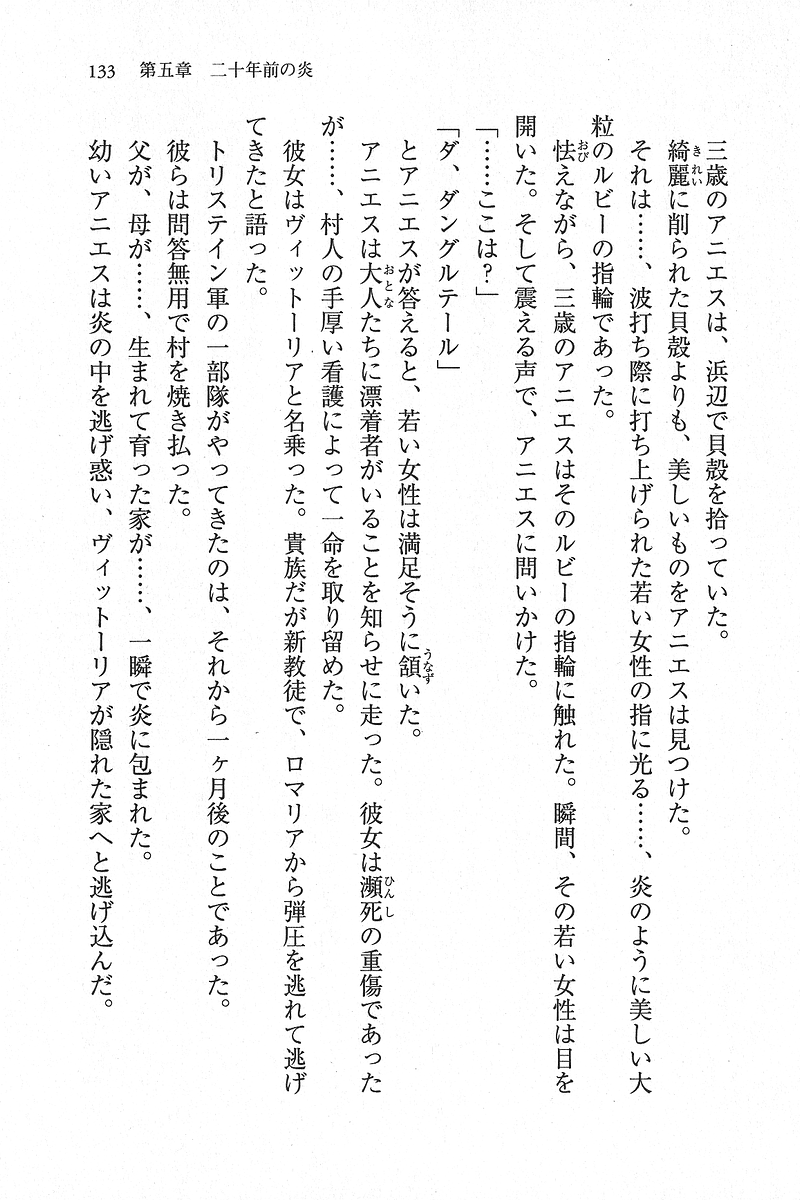 133　第五章　二十年前の炎
三歳のアニエスは、浜辺で貝殻を拾っていた。
綺麗に削られた貝殻よりも、美しいものをアニエスは見つけた。
それは……、波打ち際に打ち上げられた若い女性の指に光る……、炎のように美しい大
粒のルビーの指輪であった。
怯えながら、三歳のアニエスはそのルビーの指輪に触れた。瞬間、その若い女性は目を
開いた。そして震える声で、アニエスに問いかけた。
「……ここは？」
「ダ、ダングルテール」
とアニエスが答えると、若い女性は満足そうに頷いた。
アニエスは大人たちに漂着者がいることを知らせに走った。彼女は瀕死の重傷であった
が……、村人の手厚い看護によって一命を取り留めた。
彼女はヴィットーリアと名乗った。貴族だが新教徒で、ロマリアから弾圧を逃れて逃げ
てきたと語った。
トリステイン軍の一部隊がやってきたのは、それから一ヶ月後のことであった。
彼らは問答無用で村を焼き払った。
父が、母が……、生まれて育った家が……、一瞬で炎に包まれた。
幼いアニエスは炎の中を逃げ惑い、ヴィットーリアが隠れた家へと逃げ込んだ。